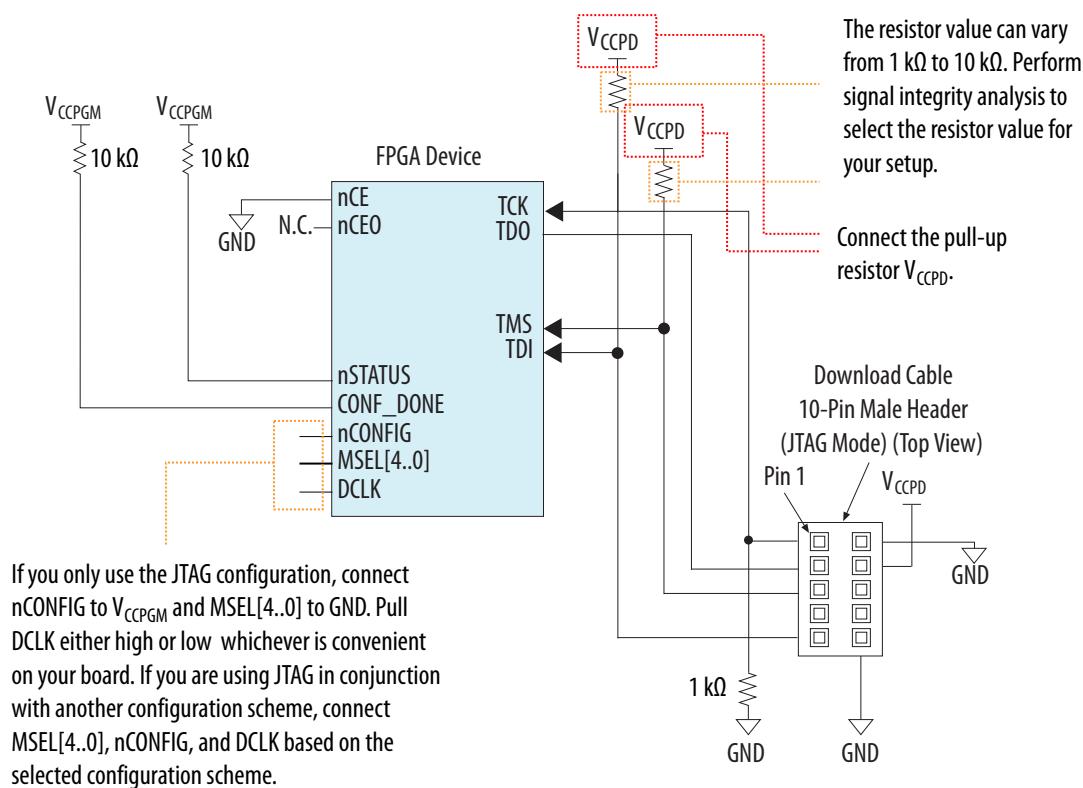 The resistor value can vary
from 1 kΩ to 10 kΩ. Perform
signal integrity analysis to
select the resistor value for
your setup.
VCCPD
VCCPD
VCCPGM
VCCPGM
10 kΩ
10 kΩ
FPGA Device
nCE
GND
N.C.
nCE0
TCK
TDO
Connect the pull-up
resistor VCCPD.
TMS
TDI
nSTATUS
CONF_DONE
nCONFIG
MSEL[4..0]
DCLK
Download Cable
10-Pin Male Header
(JTAG Mode) (Top View)
Pin 1
VCCPD
GND
If you only use the JTAG configuration, connect
nCONFIG to VCCPGM and MSEL[4..0] to GND. Pull
DCLK either high or low whichever is convenient
on your board. If you are using JTAG in conjunction
with another configuration scheme, connect
MSEL[4..0], nCONFIG, and DCLK based on the
selected configuration scheme.
1 kΩ
GND
GND